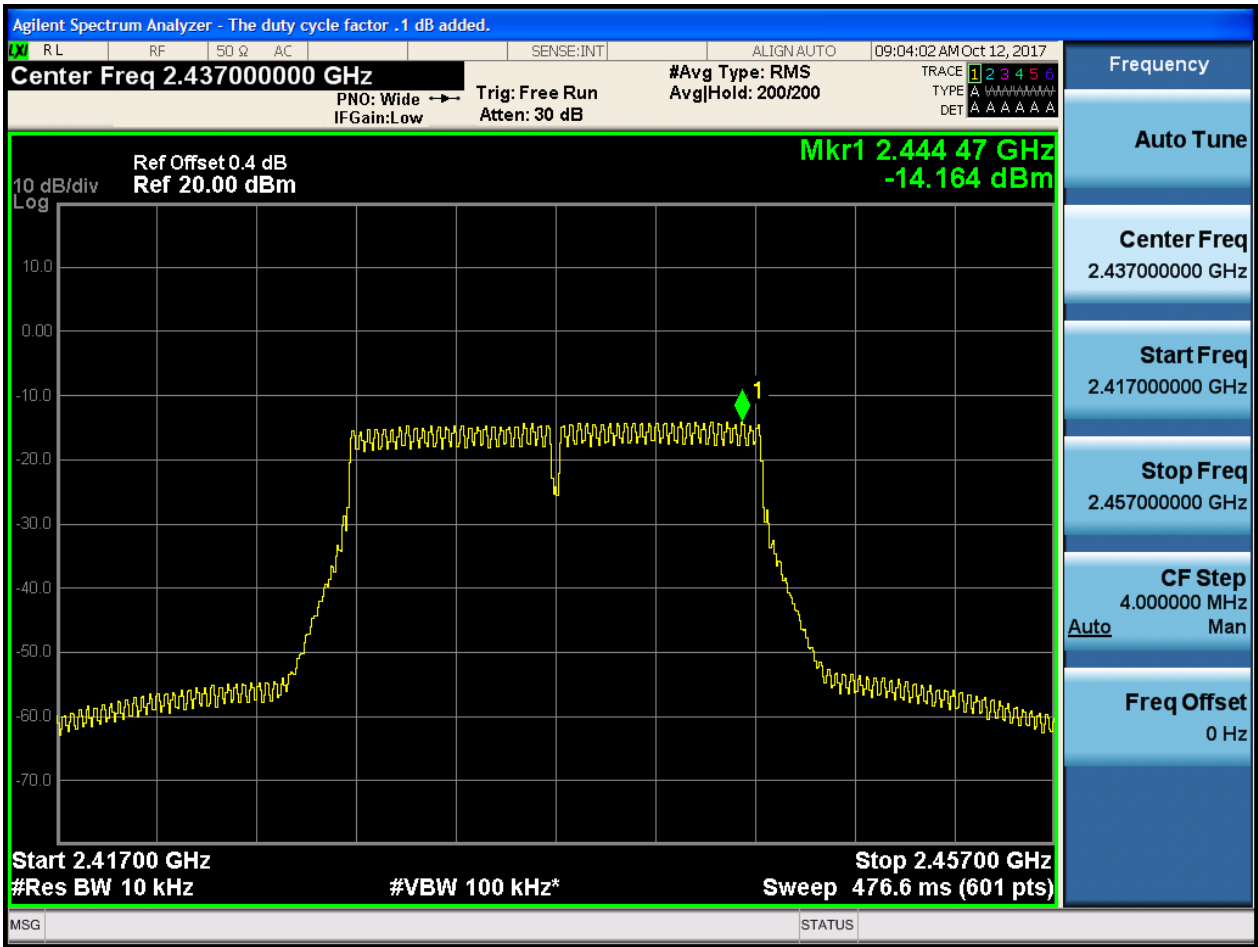 Agilent Spectrum Analyzer - The duty cycle factor .1 dB added.
LXI RL RF 50 Ω AC SENSE:INT ALIGN AUTO 09:04:02 AM Oct 12, 2017
Center Freq 2.437000000 GHz
PNO: Wide
IFGain:Low
Trig: Free Run
Atten: 30 dB
#Avg Type: RMS
Avg|Hold: 200/200
TRACE 1 2 3 4 5 6
TYPE A WWWWW
DET A A A A A A
Frequency
Auto Tune
Center Freq
2.437000000 GHz
Start Freq
2.417000000 GHz
Stop Freq
2.457000000 GHz
CF Step
4.000000 MHz
Auto Man
Freq Offset
0 Hz
Mkr1 2.444 47 GHz
-14.164 dBm
Ref Offset 0.4 dB
10 dB/div Ref 20.00 dBm
Log
10.0
0.00
-10.0
1
-20.0
-30.0
-40.0
-50.0
-60.0
-70.0
Start 2.41700 GHz Stop 2.45700 GHz
#Res BW 10 kHz #VBW 100 kHz* Sweep 476.6 ms (601 pts)
MSG STATUS